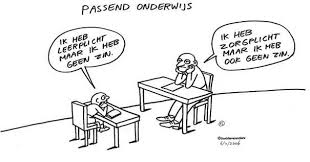 PASSEND ONDERWIJS
IK HEB
LEERPLICHT
MAAR IK HEB
GEEN ZIN.
IK HEB
ZORGPLICHT
MAAR IK HEB
OOK GEEN ZIN.